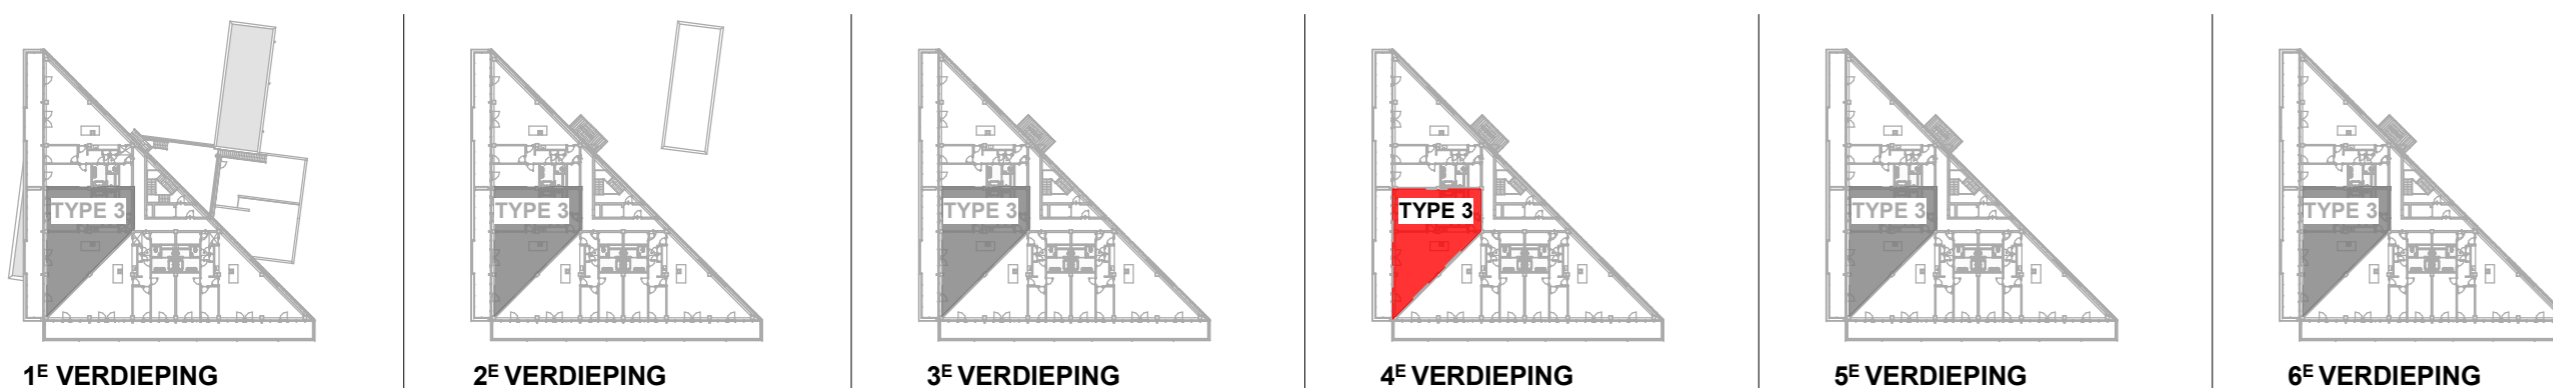 TYPE 3
TYPE 3
TYPE 3
TYPE 3
TYPE 3
TYPE 3
1E VERDIEPING
2E VERDIEPING
3E VERDIEPING
4E VERDIEPING
5E VERDIEPING
6E VERDIEPING